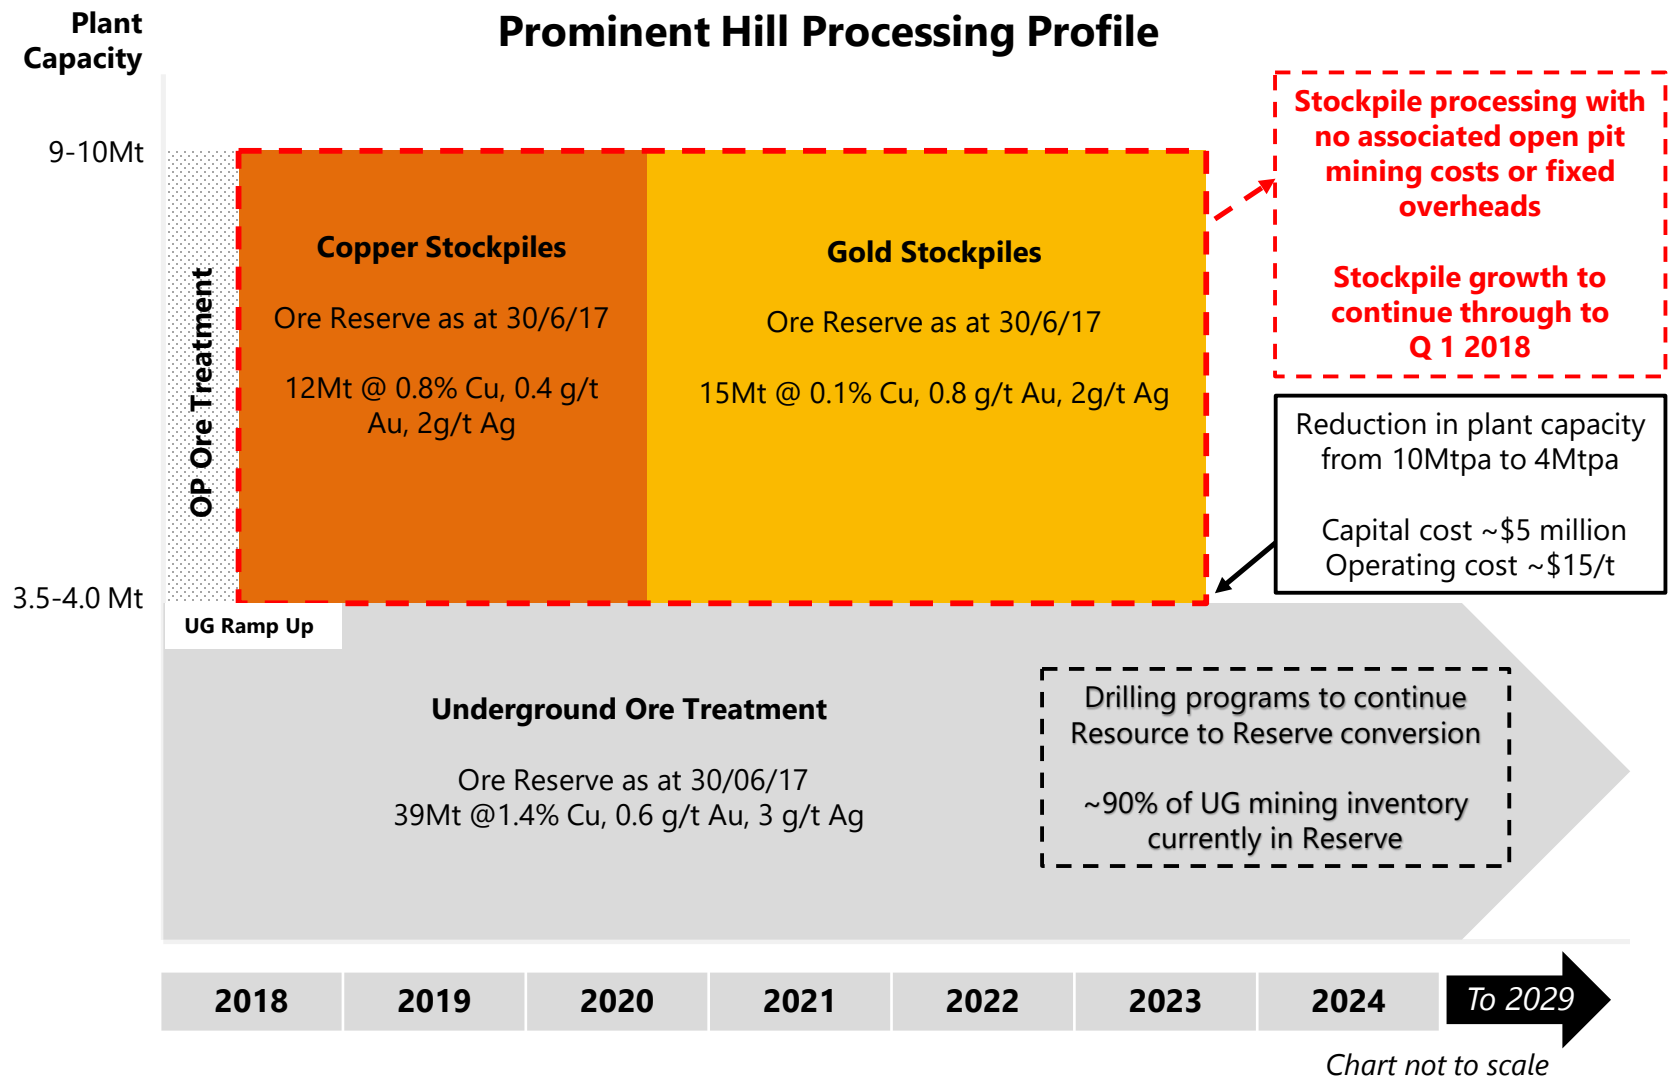 Prominent Hill Processing Profile
Plant
Capacity
9-10Mt
3.5-4.0 Mt
OP Ore Treatment
Copper Stockpiles
Ore Reserve as at 30/6/17
12Mt @ 0.8% Cu, 0.4 g/t
Au, 2g/t Ag
Gold Stockpiles
Ore Reserve as at 30/6/17
15Mt @ 0.1% Cu, 0.8 g/t Au, 2g/t Ag
Stockpile processing with
no associated open pit
mining costs or fixed
overheads
Stockpile growth to
continue through to
Q 1 2018
Reduction in plant capacity
from 10Mtpa to 4Mtpa
Capital cost ~$5 million
Operating cost ~$15/t
UG Ramp Up
Underground Ore Treatment
Ore Reserve as at 30/06/17
39Mt @1.4% Cu, 0.6 g/t Au, 3 g/t Ag
Drilling programs to continue
Resource to Reserve conversion
~90% of UG mining inventory
currently in Reserve
2018 2019 2020 2021 2022 2023 2024 To 2029
Chart not to scale